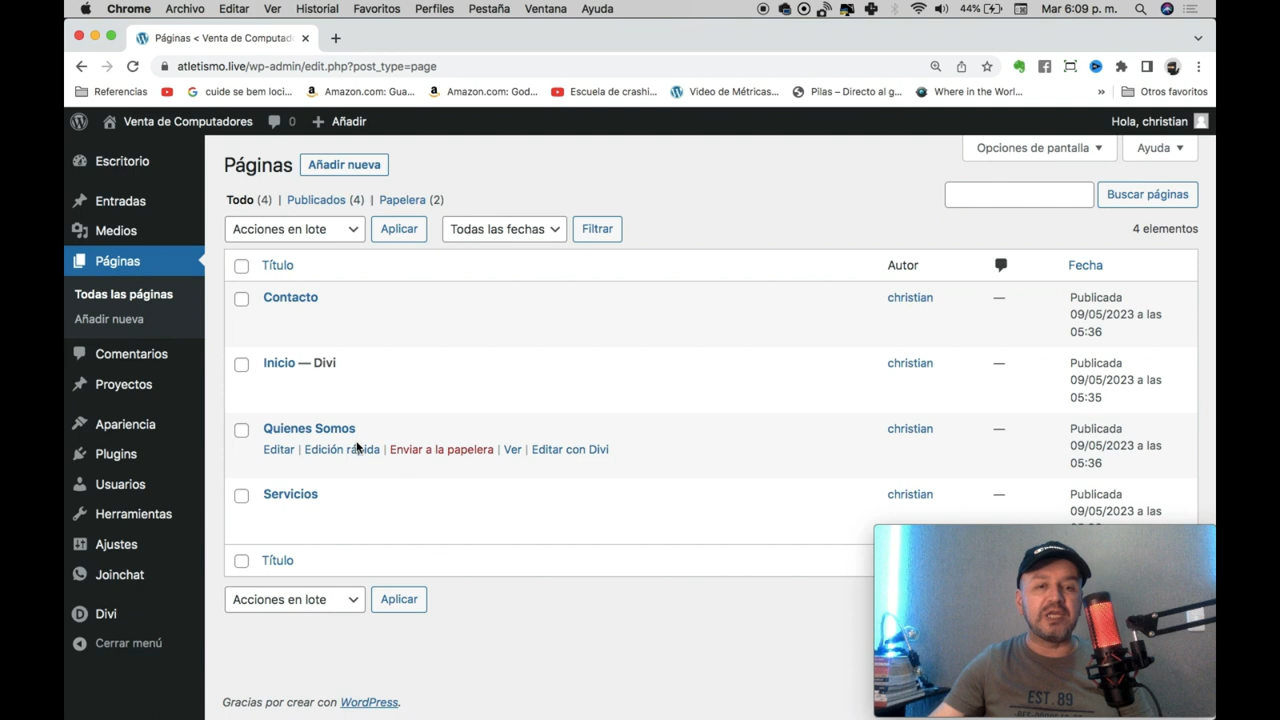 Chrome Archivo Editar Ver Historial Favoritos Perfiles Pestaña Ventana Ayuda 44% Mar 6:09 p. m.
Páginas < Venta de Computado
atletismo.live/wp-admin/edit.php?post_type=page
Referencias cuide se bem loci... Amazon.com: Gua... Amazon.com: God... Escuela de crashi... Video de Métricas... Pilas – Directo al g... Where in the Worl... » Otros favoritos
Venta de Computadores 0 Añadir Hola, christian
Escritorio
Entradas
Medios
Páginas
Todas las páginas
Añadir nueva
Comentarios
Proyectos
Apariencia
Plugins
Usuarios
Herramientas
Ajustes
Joinchat
Divi
Cerrar menú
Opciones de pantalla Ayuda
Páginas Añadir nueva
Todo (4) | Publicados (4) | Papelera (2)
Buscar páginas
Acciones en lote Aplicar Todas las fechas Filtrar 4 elementos
Título Autor Fecha
Contacto christian — Publicada
09/05/2023 a las
05:36
Inicio — Divi christian — Publicada
09/05/2023 a las
05:35
Quienes Somos christian — Publicada
Editar | Edición rápida | Enviar a la papelera | Ver | Editar con Divi 09/05/2023 a las
05:36
Servicios christian — Publicada
09/05/2023 a las
Título
Acciones en lote Aplicar
Gracias por crear con WordPress.
EST. 89